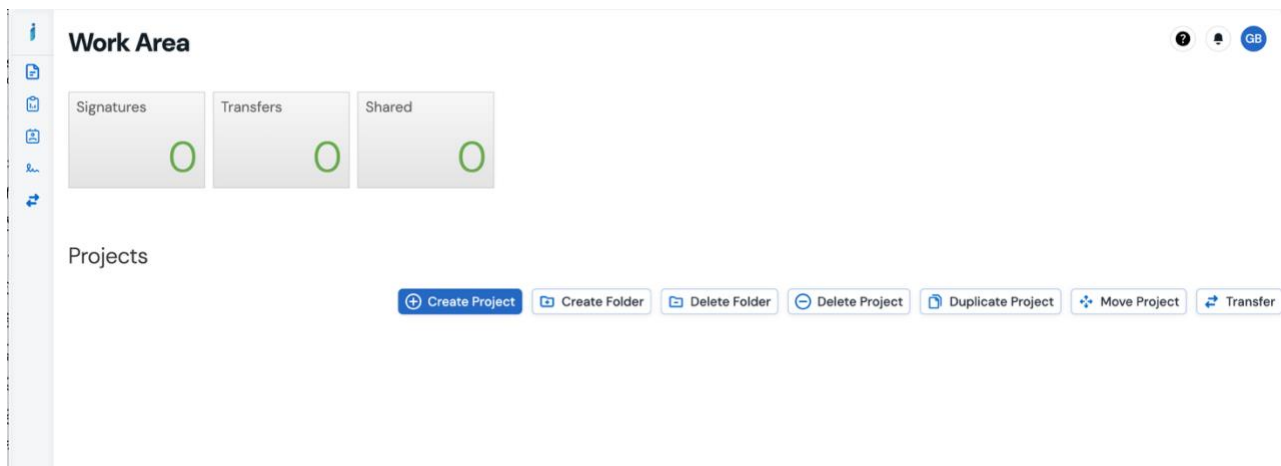 Work Area
GB
Signatures
Transfers
Shared
0
0
0
Projects
Create Project
Create Folder
Delete Folder
Delete Project
Duplicate Project
Move Project
Transfer